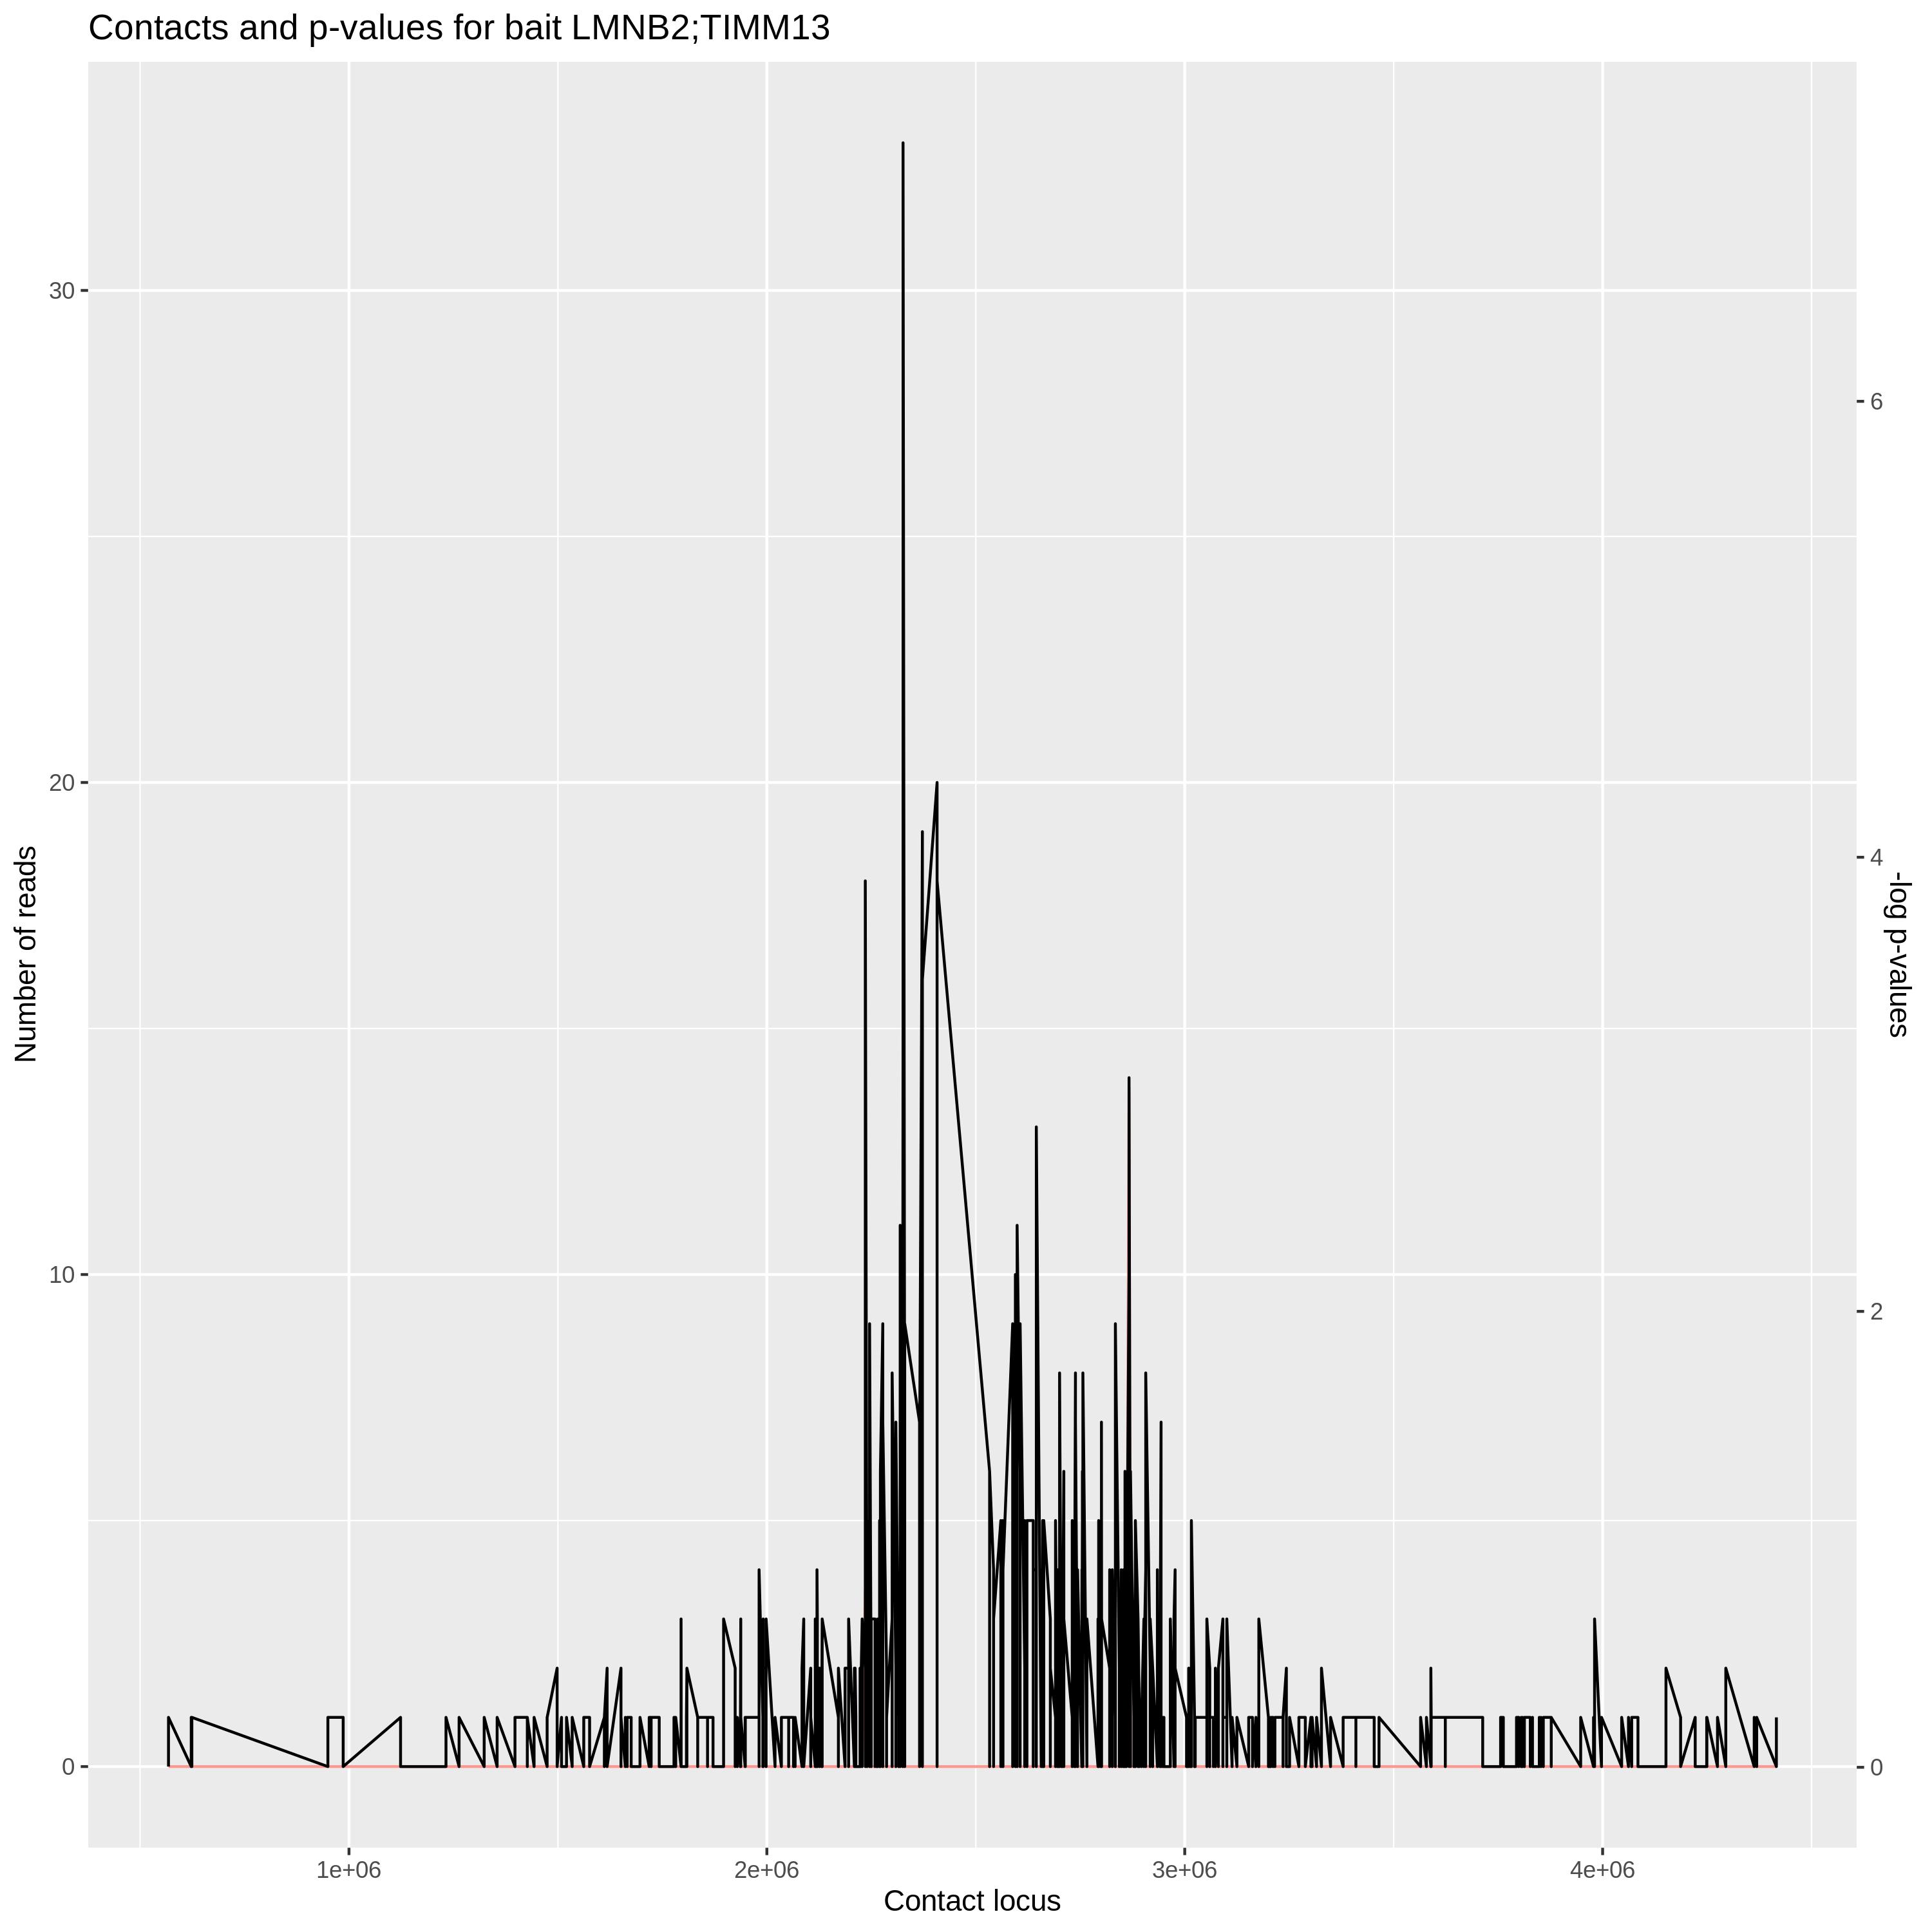 Contacts and p-values for bait LMNB2;TIMM13
30
20
10
0
Number of reads
6
4
2
0
-log p-values
1e+06 2e+06 3e+06 4e+06
Contact locus